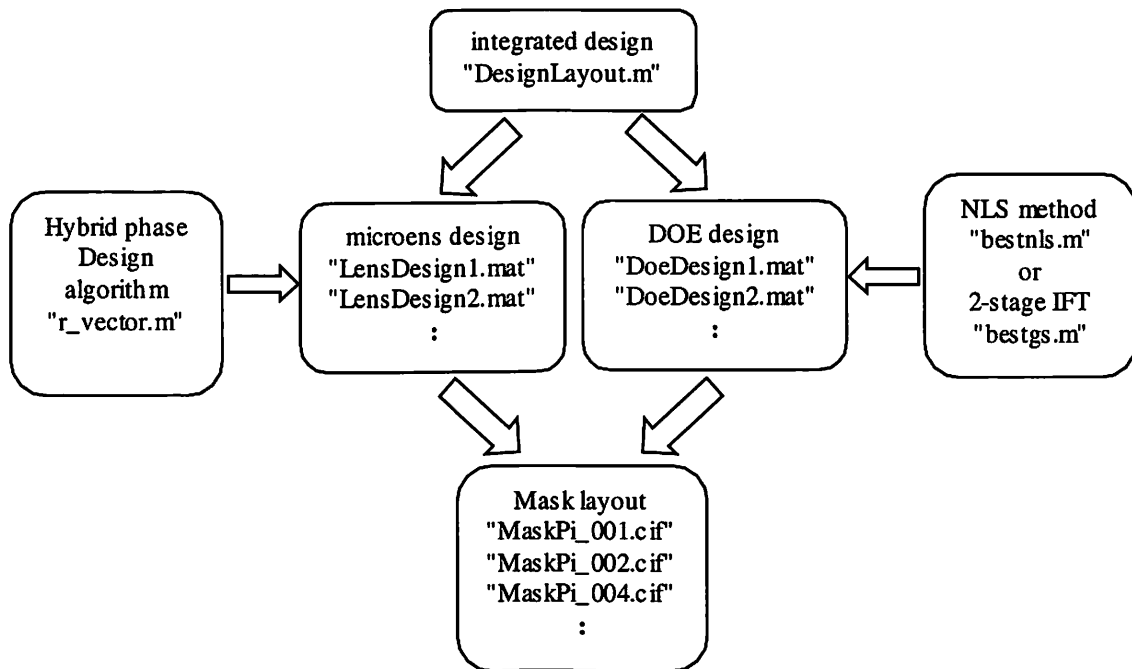 integrated design
"DesignLayout.m"
Hybrid phase
Design
algorithm
"r_vector.m"
microens design
"LensDesign1.mat"
"LensDesign2.mat"
:
DOE design
"DoeDesign1.mat"
"DoeDesign2.mat"
:
NLS method
"bestnls.m"
or
2-stage IFT
"bestgs.m"
Mask layout
"MaskPi_001.cif"
"MaskPi_002.cif"
"MaskPi_004.cif"
: